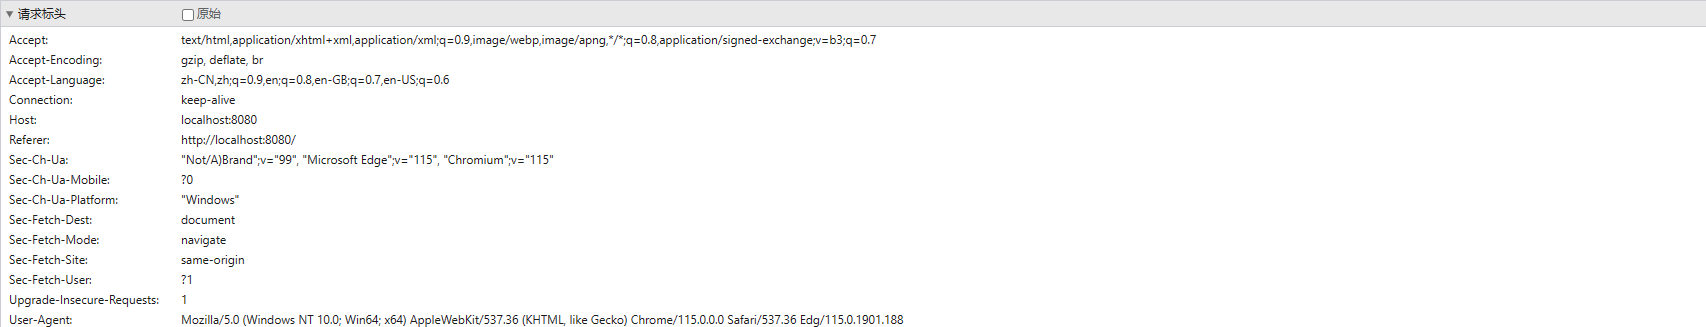 请求标头 原始
Accept: text/html,application/xhtml+xml,application/xml;q=0.9,image/webp,image/apng,*/*;q=0.8,application/signed-exchange;v=b3;q=0.7
Accept-Encoding: gzip, deflate, br
Accept-Language: zh-CN,zh;q=0.9,en;q=0.8,en-GB;q=0.7,en-US;q=0.6
Connection: keep-alive
Host: localhost:8080
Referer: http://localhost:8080/
Sec-Ch-Ua: "Not/A)Brand";v="99", "Microsoft Edge";v="115", "Chromium";v="115"
Sec-Ch-Ua-Mobile: ?0
Sec-Ch-Ua-Platform: "Windows"
Sec-Fetch-Dest: document
Sec-Fetch-Mode: navigate
Sec-Fetch-Site: same-origin
Sec-Fetch-User: ?1
Upgrade-Insecure-Requests: 1
User-Agent: Mozilla/5.0 (Windows NT 10.0; Win64; x64) AppleWebKit/537.36 (KHTML, like Gecko) Chrome/115.0.0.0 Safari/537.36 Edg/115.0.1901.188